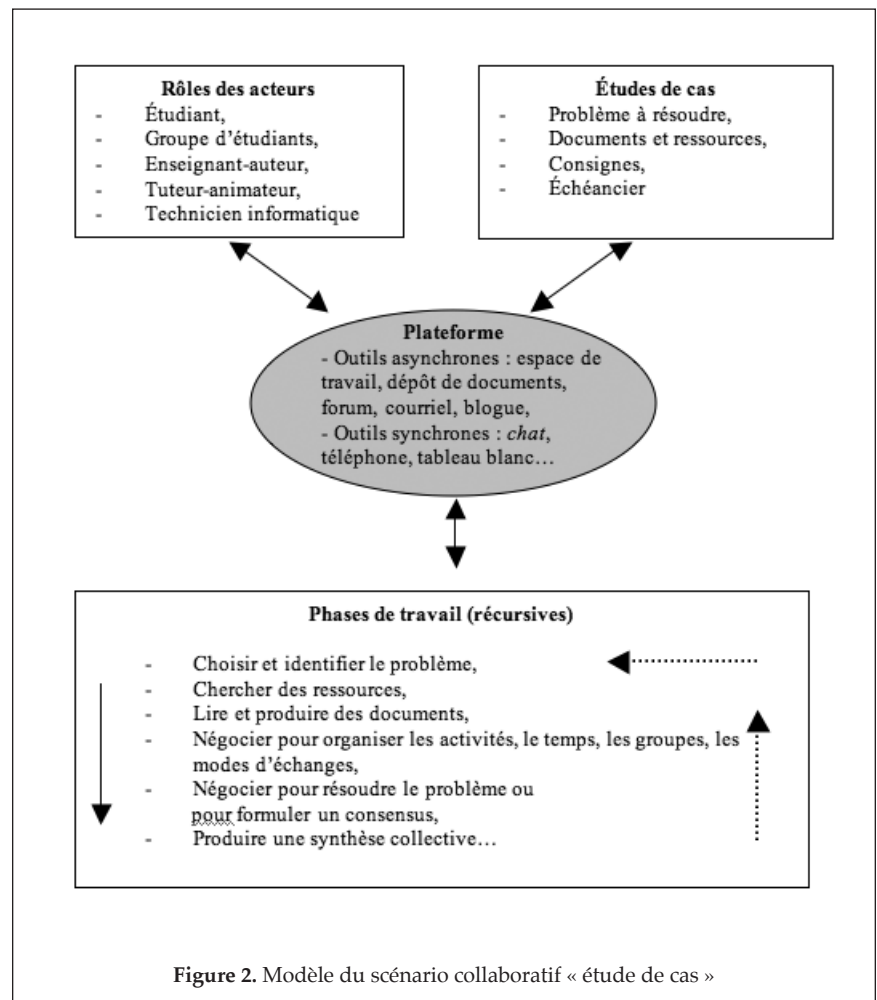 Rôles des acteurs
- Étudiant,
- Groupe d'étudiants,
- Enseignant-auteur,
- Tuteur-animateur,
- Technicien informatique
Études de cas
- Problème à résoudre,
- Documents et ressources,
- Consignes,
- Échéancier
Plateforme
- Outils asynchrones : espace de
travail, dépôt de documents,
forum, courriel, blogue,
- Outils synchrones : chat,
téléphone, tableau blanc…
Phases de travail (récursives)
- Choisir et identifier le problème,
- Chercher des ressources,
- Lire et produire des documents,
- Négocier pour organiser les activités, le temps, les groupes, les
modes d'échanges,
- Négocier pour résoudre le problème ou
pour formuler un consensus,
- Produire une synthèse collective…
Figure 2. Modèle du scénario collaboratif « étude de cas »